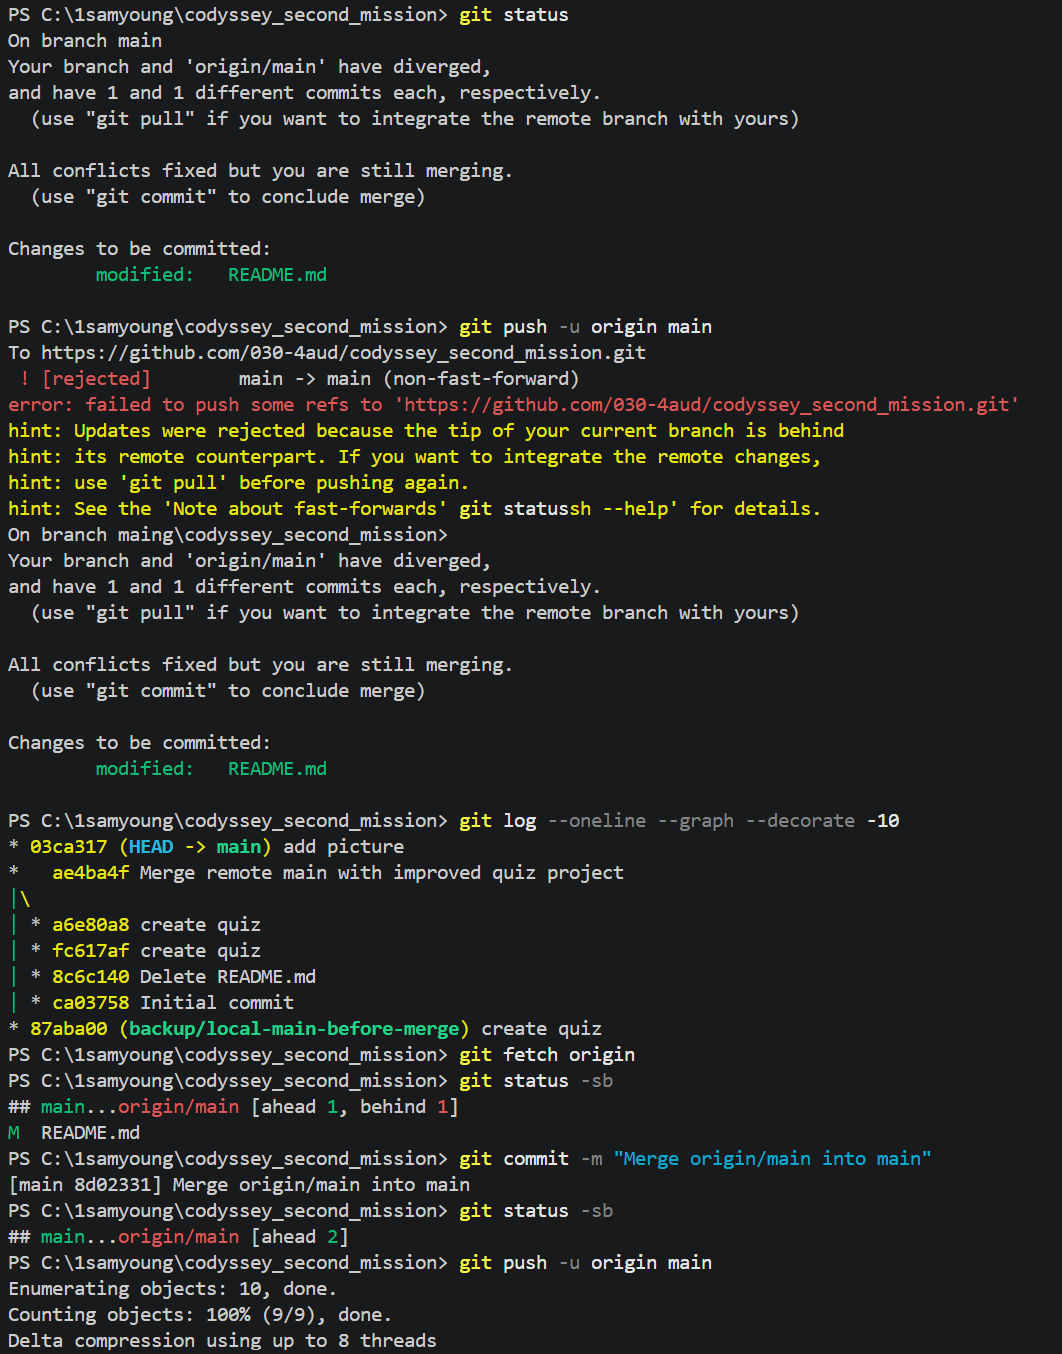 PS C:\1samyoung\codyssey_second_mission> git status
On branch main
Your branch and 'origin/main' have diverged,
and have 1 and 1 different commits each, respectively.
  (use "git pull" if you want to integrate the remote branch with yours)

All conflicts fixed but you are still merging.
  (use "git commit" to conclude merge)

Changes to be committed:
        modified:   README.md

PS C:\1samyoung\codyssey_second_mission> git push -u origin main
To https://github.com/030-4aud/codyssey_second_mission.git
 ! [rejected]        main -> main (non-fast-forward)
error: failed to push some refs to 'https://github.com/030-4aud/codyssey_second_mission.git'
hint: Updates were rejected because the tip of your current branch is behind
hint: its remote counterpart. If you want to integrate the remote changes,
hint: use 'git pull' before pushing again.
hint: See the 'Note about fast-forwards' git statussh --help' for details.
On branch maing\codyssey_second_mission>
Your branch and 'origin/main' have diverged,
and have 1 and 1 different commits each, respectively.
  (use "git pull" if you want to integrate the remote branch with yours)

All conflicts fixed but you are still merging.
  (use "git commit" to conclude merge)

Changes to be committed:
        modified:   README.md

PS C:\1samyoung\codyssey_second_mission> git log --oneline --graph --decorate -10
* 03ca317 (HEAD -> main) add picture
*   ae4ba4f Merge remote main with improved quiz project
|\
| * a6e80a8 create quiz
| * fc617af create quiz
| * 8c6c140 Delete README.md
| * ca03758 Initial commit
* 87aba00 (backup/local-main-before-merge) create quiz
PS C:\1samyoung\codyssey_second_mission> git fetch origin
PS C:\1samyoung\codyssey_second_mission> git status -sb
## main...origin/main [ahead 1, behind 1]
M  README.md
PS C:\1samyoung\codyssey_second_mission> git commit -m "Merge origin/main into main"
[main 8d02331] Merge origin/main into main
PS C:\1samyoung\codyssey_second_mission> git status -sb
## main...origin/main [ahead 2]
PS C:\1samyoung\codyssey_second_mission> git push -u origin main
Enumerating objects: 10, done.
Counting objects: 100% (9/9), done.
Delta compression using up to 8 threads